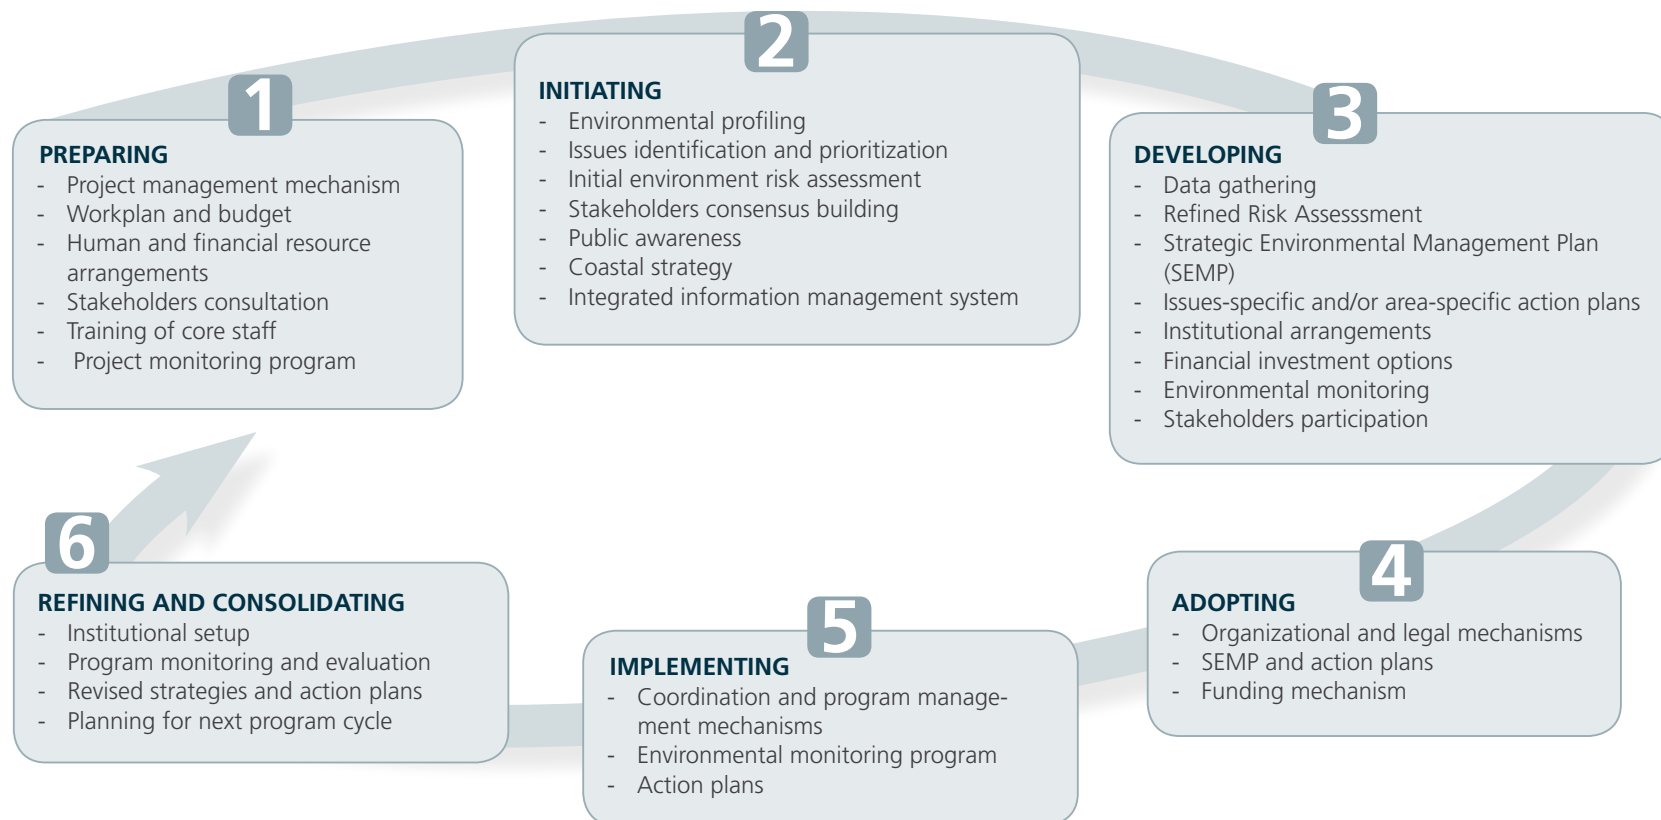 1
PREPARING
- Project management mechanism
- Workplan and budget
- Human and financial resource
arrangements
- Stakeholders consultation
- Training of core staff
- Project monitoring program
2
INITIATING
- Environmental profiling
- Issues identification and prioritization
- Initial environment risk assessment
- Stakeholders consensus building
- Public awareness
- Coastal strategy
- Integrated information management system
3
DEVELOPING
- Data gathering
- Refined Risk Assesssment
- Strategic Environmental Management Plan
(SEMP)
- Issues-specific and/or area-specific action plans
- Institutional arrangements
- Financial investment options
- Environmental monitoring
- Stakeholders participation
4
ADOPTING
- Organizational and legal mechanisms
- SEMP and action plans
- Funding mechanism
5
IMPLEMENTING
- Coordination and program manage-
ment mechanisms
- Environmental monitoring program
- Action plans
6
REFINING AND CONSOLIDATING
- Institutional setup
- Program monitoring and evaluation
- Revised strategies and action plans
- Planning for next program cycle